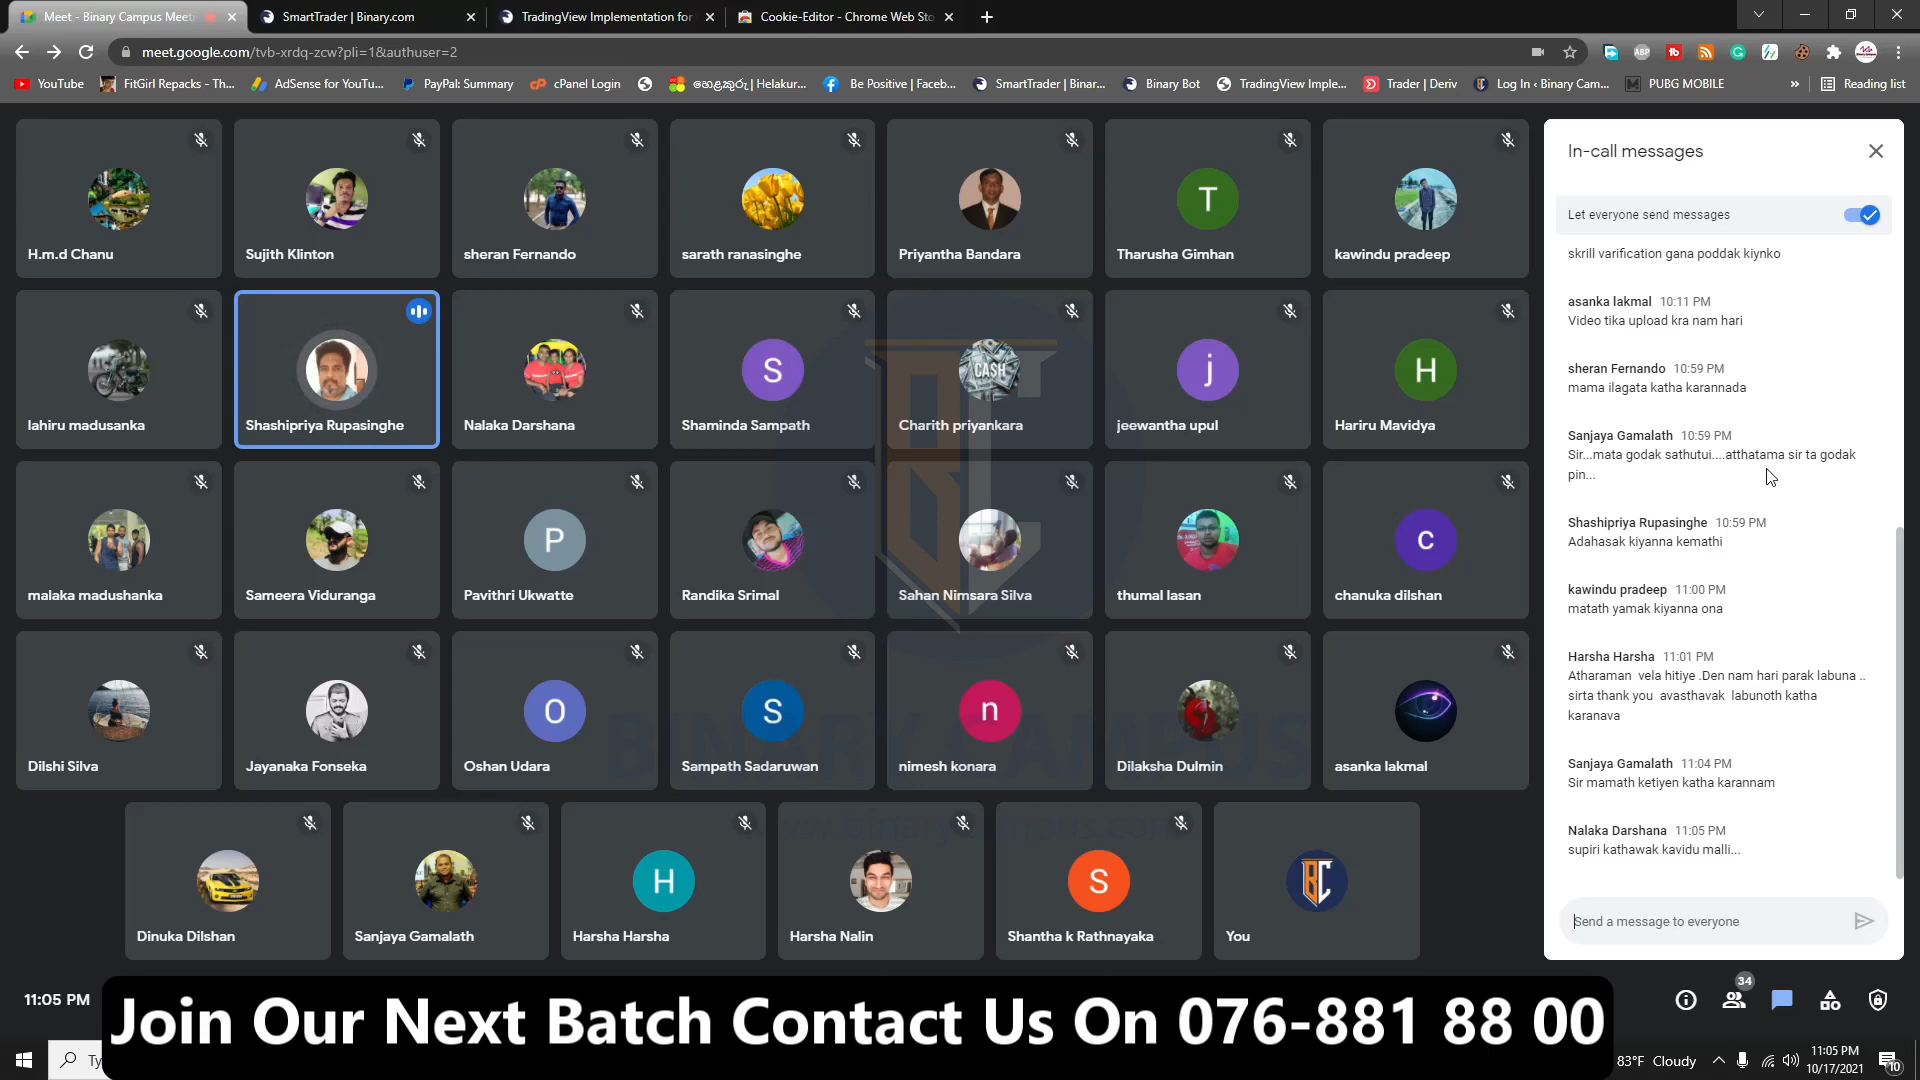 Meet - Binary Campus Meet
SmartTrader | Binary.com
TradingView Implementation for
Cookie-Editor - Chrome Web Sto
meet.google.com/tvb-xrdq-zcw?pli=1&authuser=2
YouTube
FitGirl Repacks - Th...
AdSense for YouTu...
PayPal: Summary
cPanel Login
හෙළකුරු | Helakur...
Be Positive | Faceb...
SmartTrader | Binar...
Binary Bot
TradingView Imple...
Trader | Deriv
Log In ‹ Binary Cam...
PUBG MOBILE
»
Reading list
H.m.d Chanu
Sujith Klinton
sheran Fernando
sarath ranasinghe
Priyantha Bandara
T
Tharusha Gimhan
kawindu pradeep
lahiru madusanka
Shashipriya Rupasinghe
Nalaka Darshana
S
Shaminda Sampath
CASH
Charith priyankara
j
jeewantha upul
H
Hariru Mavidya
malaka madushanka
Sameera Viduranga
P
Pavithri Ukwatte
Randika Srimal
Sahan Nimsara Silva
thumal lasan
c
chanuka dilshan
Dilshi Silva
Jayanaka Fonseka
O
Oshan Udara
S
Sampath Sadaruwan
n
nimesh konara
Dilaksha Dulmin
asanka lakmal
BINARY CAMPUS
www.binarycampus.com
Dinuka Dilshan
Sanjaya Gamalath
H
Harsha Harsha
Harsha Nalin
S
Shantha k Rathnayaka
BC
You
In-call messages
Let everyone send messages
skrill varification gana poddak kiynko
asanka lakmal 10:11 PM
Video tika upload kra nam hari
sheran Fernando 10:59 PM
mama ilagata katha karannada
Sanjaya Gamalath 10:59 PM
Sir...mata godak sathutui....atthatama sir ta godak
pin...
Shashipriya Rupasinghe 10:59 PM
Adahasak kiyanna kemathi
kawindu pradeep 11:00 PM
matath yamak kiyanna ona
Harsha Harsha 11:01 PM
Atharaman vela hitiye .Den nam hari parak labuna ..
sirta thank you avasthavak labunoth katha
karanava
Sanjaya Gamalath 11:04 PM
Sir mamath ketiyen katha karannam
Nalaka Darshana 11:05 PM
supiri kathawak kavidu malli...
Send a message to everyone
11:05 PM
Join Our Next Batch Contact Us On 076-881 88 00
34
Ty
83°F Cloudy
11:05 PM
10/17/2021
10